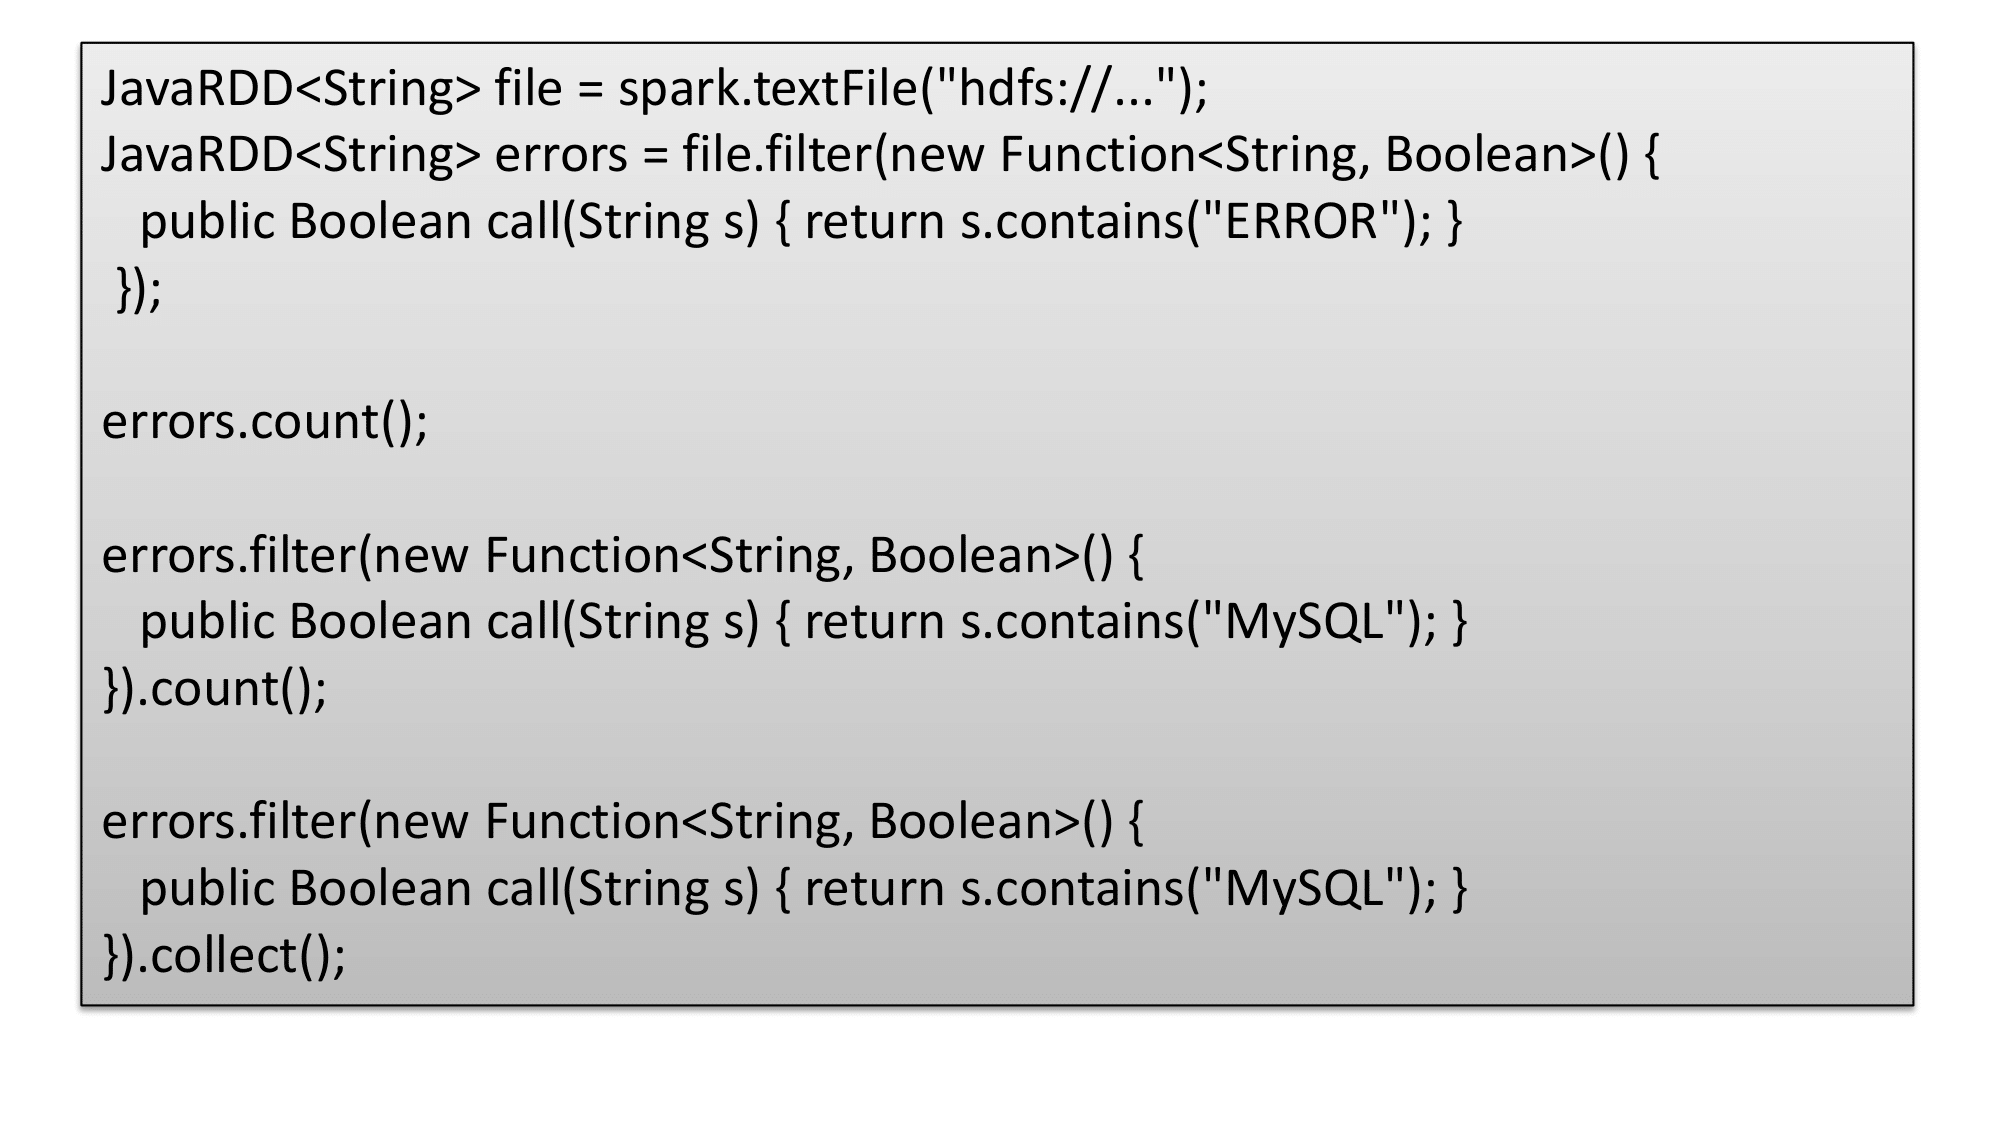 JavaRDD<String> file = spark.textFile("hdfs://...");
JavaRDD<String> errors = file.filter(new Function<String, Boolean>() {
   public Boolean call(String s) { return s.contains("ERROR"); }
 });
errors.count();
errors.filter(new Function<String, Boolean>() {
   public Boolean call(String s) { return s.contains("MySQL"); }
}).count();
errors.filter(new Function<String, Boolean>() {
   public Boolean call(String s) { return s.contains("MySQL"); }
}).collect();